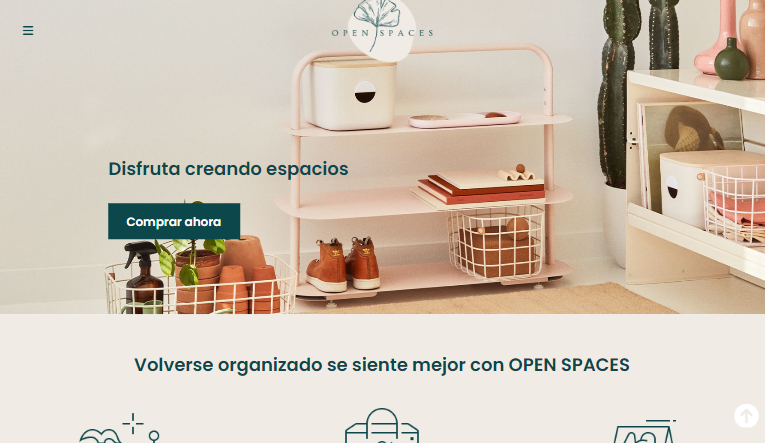 OPEN SPACES
Disfruta creando espacios
Comprar ahora
Volverse organizado se siente mejor con OPEN SPACES